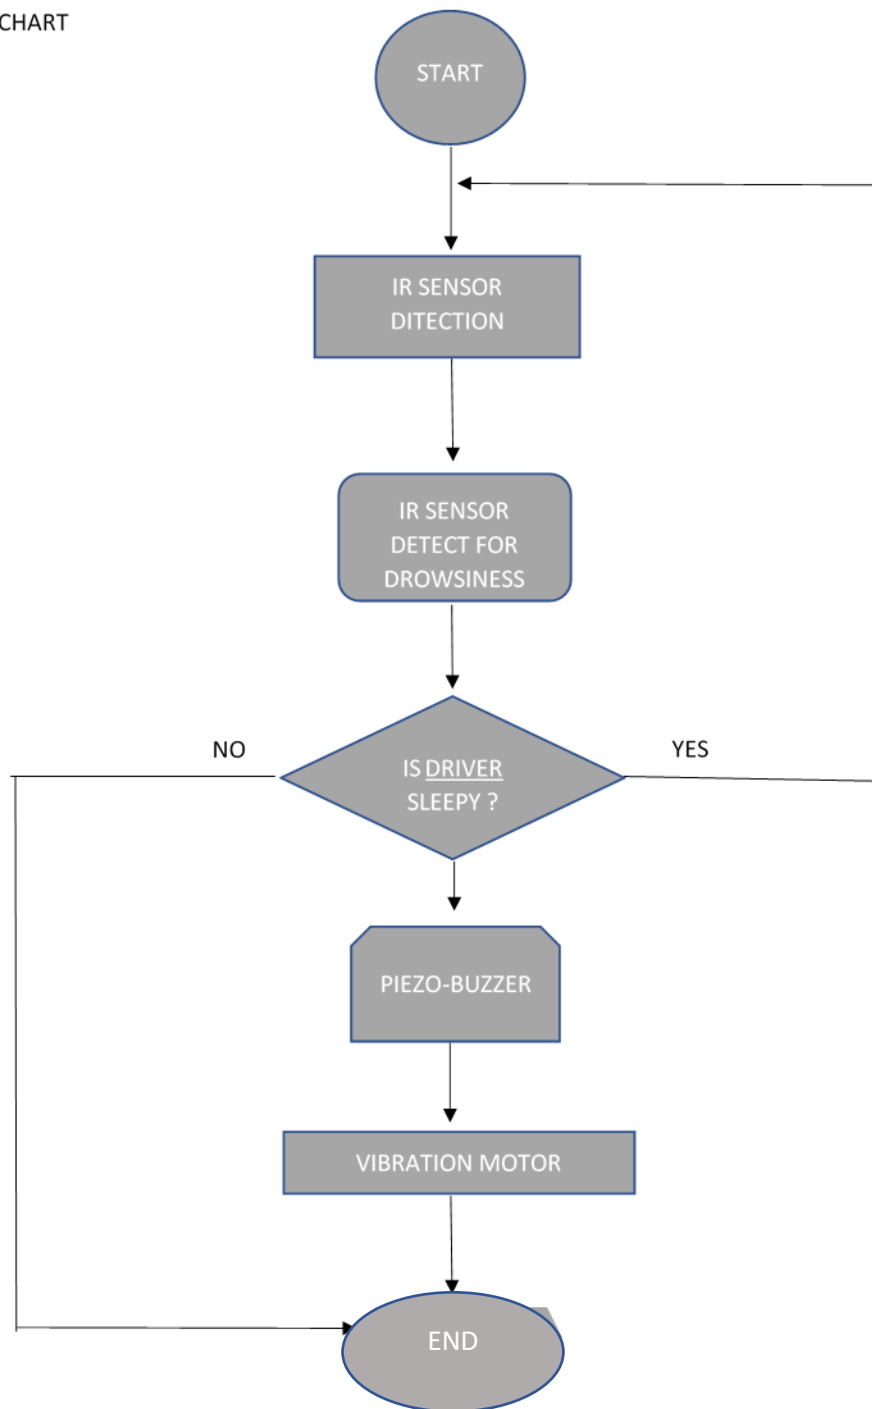 CHART
START
IR SENSOR
DITECTION
IR SENSOR
DETECT FOR
DROWSINESS
NO
YES
IS DRIVER
SLEEPY ?
PIEZO-BUZZER
VIBRATION MOTOR
END